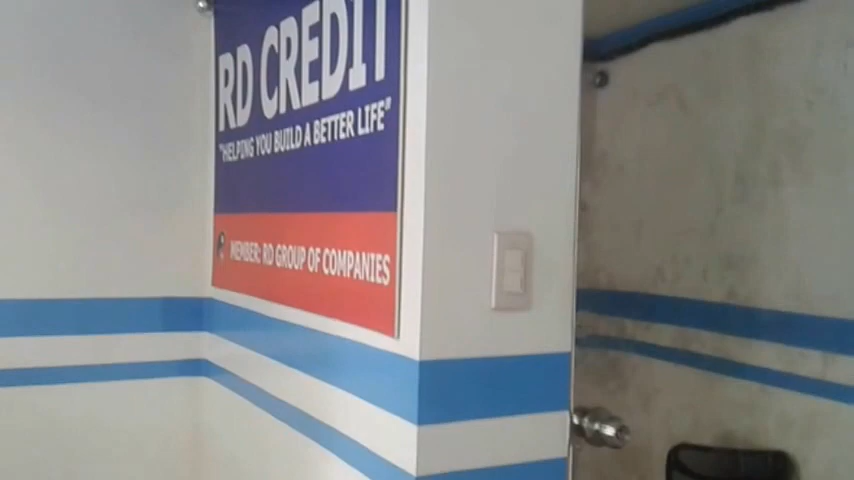 RD CREDIT
"HELPING YOU BUILD A BETTER LIFE"
MEMBER: RD GROUP OF COMPANIES